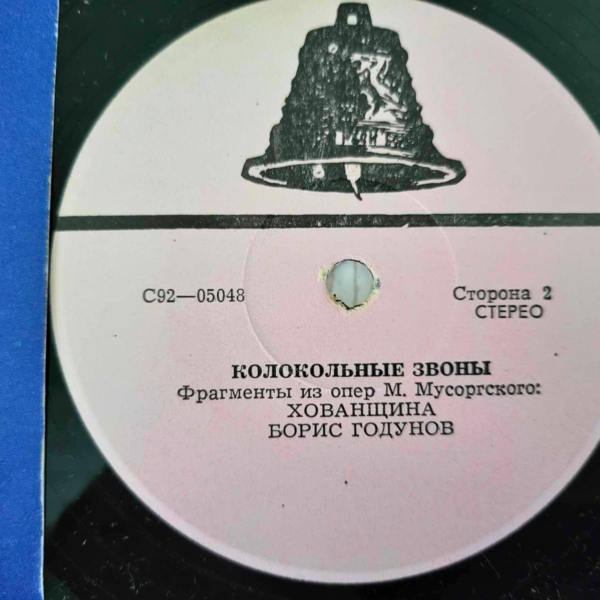 С92—05048
Сторона 2
СТЕРЕО
КОЛОКОЛЬНЫЕ ЗВОНЫ
Фрагменты из опер М. Мусоргского:
ХОВАНЩИНА
БОРИС ГОДУНОВ